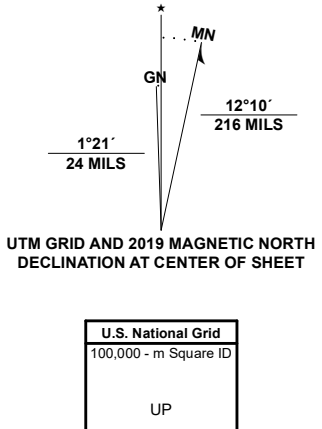 ★
MN
GN
12°10´
216 MILS
1°21´
24 MILS
UTM GRID AND 2019 MAGNETIC NORTH
DECLINATION AT CENTER OF SHEET
U.S. National Grid
100,000 - m Square ID
UP